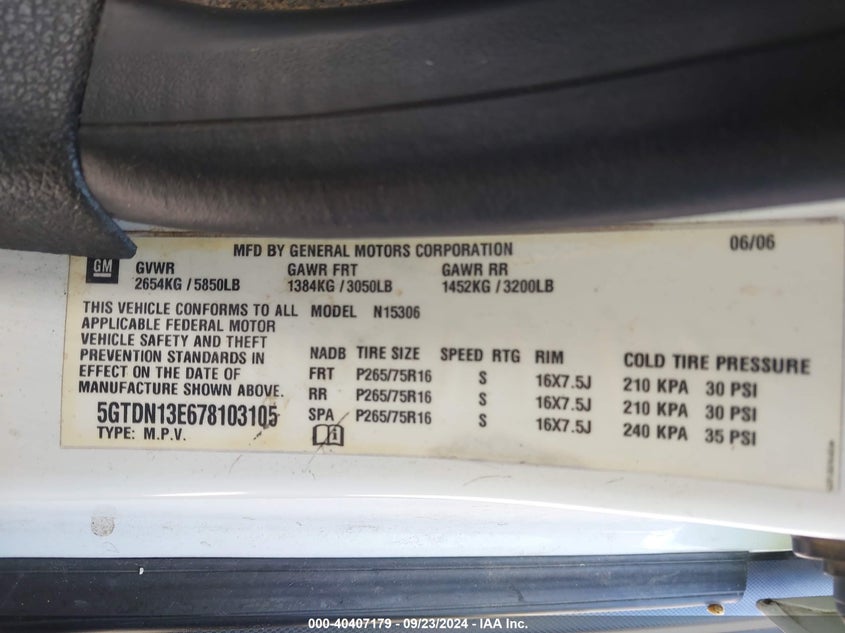 MFD BY GENERAL MOTORS CORPORATION 06/06
GM
GVWR GAWR FRT GAWR RR
2654KG / 5850LB 1384KG / 3050LB 1452KG / 3200LB
THIS VEHICLE CONFORMS TO ALL MODEL N15306
APPLICABLE FEDERAL MOTOR
VEHICLE SAFETY AND THEFT
PREVENTION STANDARDS IN
EFFECT ON THE DATE OF
MANUFACTURE SHOWN ABOVE.
5GTDN13E678103105
TYPE: M.P.V.
NADB TIRE SIZE SPEED RTG RIM COLD TIRE PRESSURE
FRT P265/75R16 S 16X7.5J 210 KPA 30 PSI
RR P265/75R16 S 16X7.5J 210 KPA 30 PSI
SPA P265/75R16 S 16X7.5J 240 KPA 35 PSI
000-40407179 - 09/23/2024 - IAA Inc.